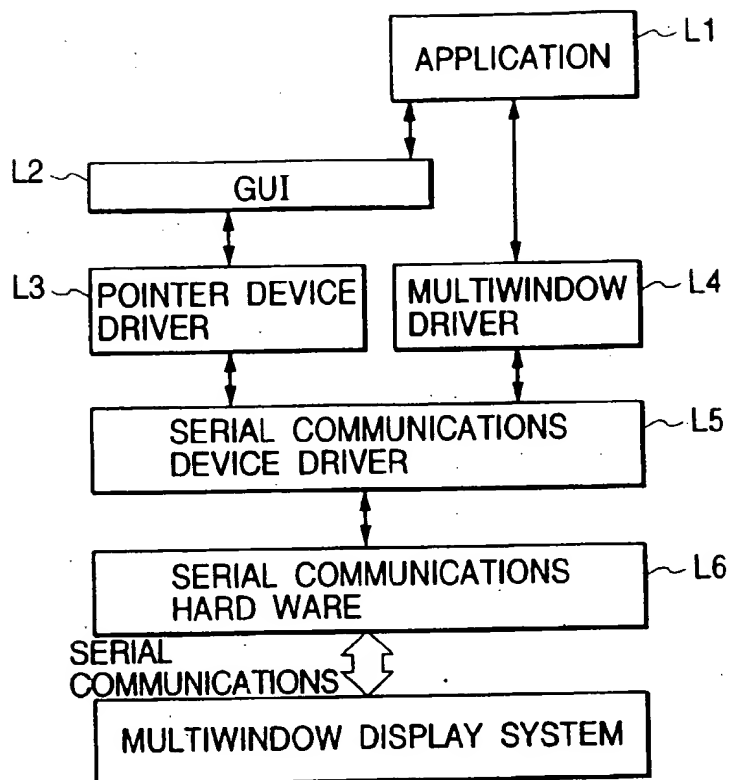 APPLICATION
L1
L2
GUI
L3
POINTER DEVICE
DRIVER
MULTIWINDOW
DRIVER
L4
SERIAL COMMUNICATIONS
DEVICE DRIVER
L5
SERIAL COMMUNICATIONS
HARD WARE
L6
SERIAL
COMMUNICATIONS
MULTIWINDOW DISPLAY SYSTEM